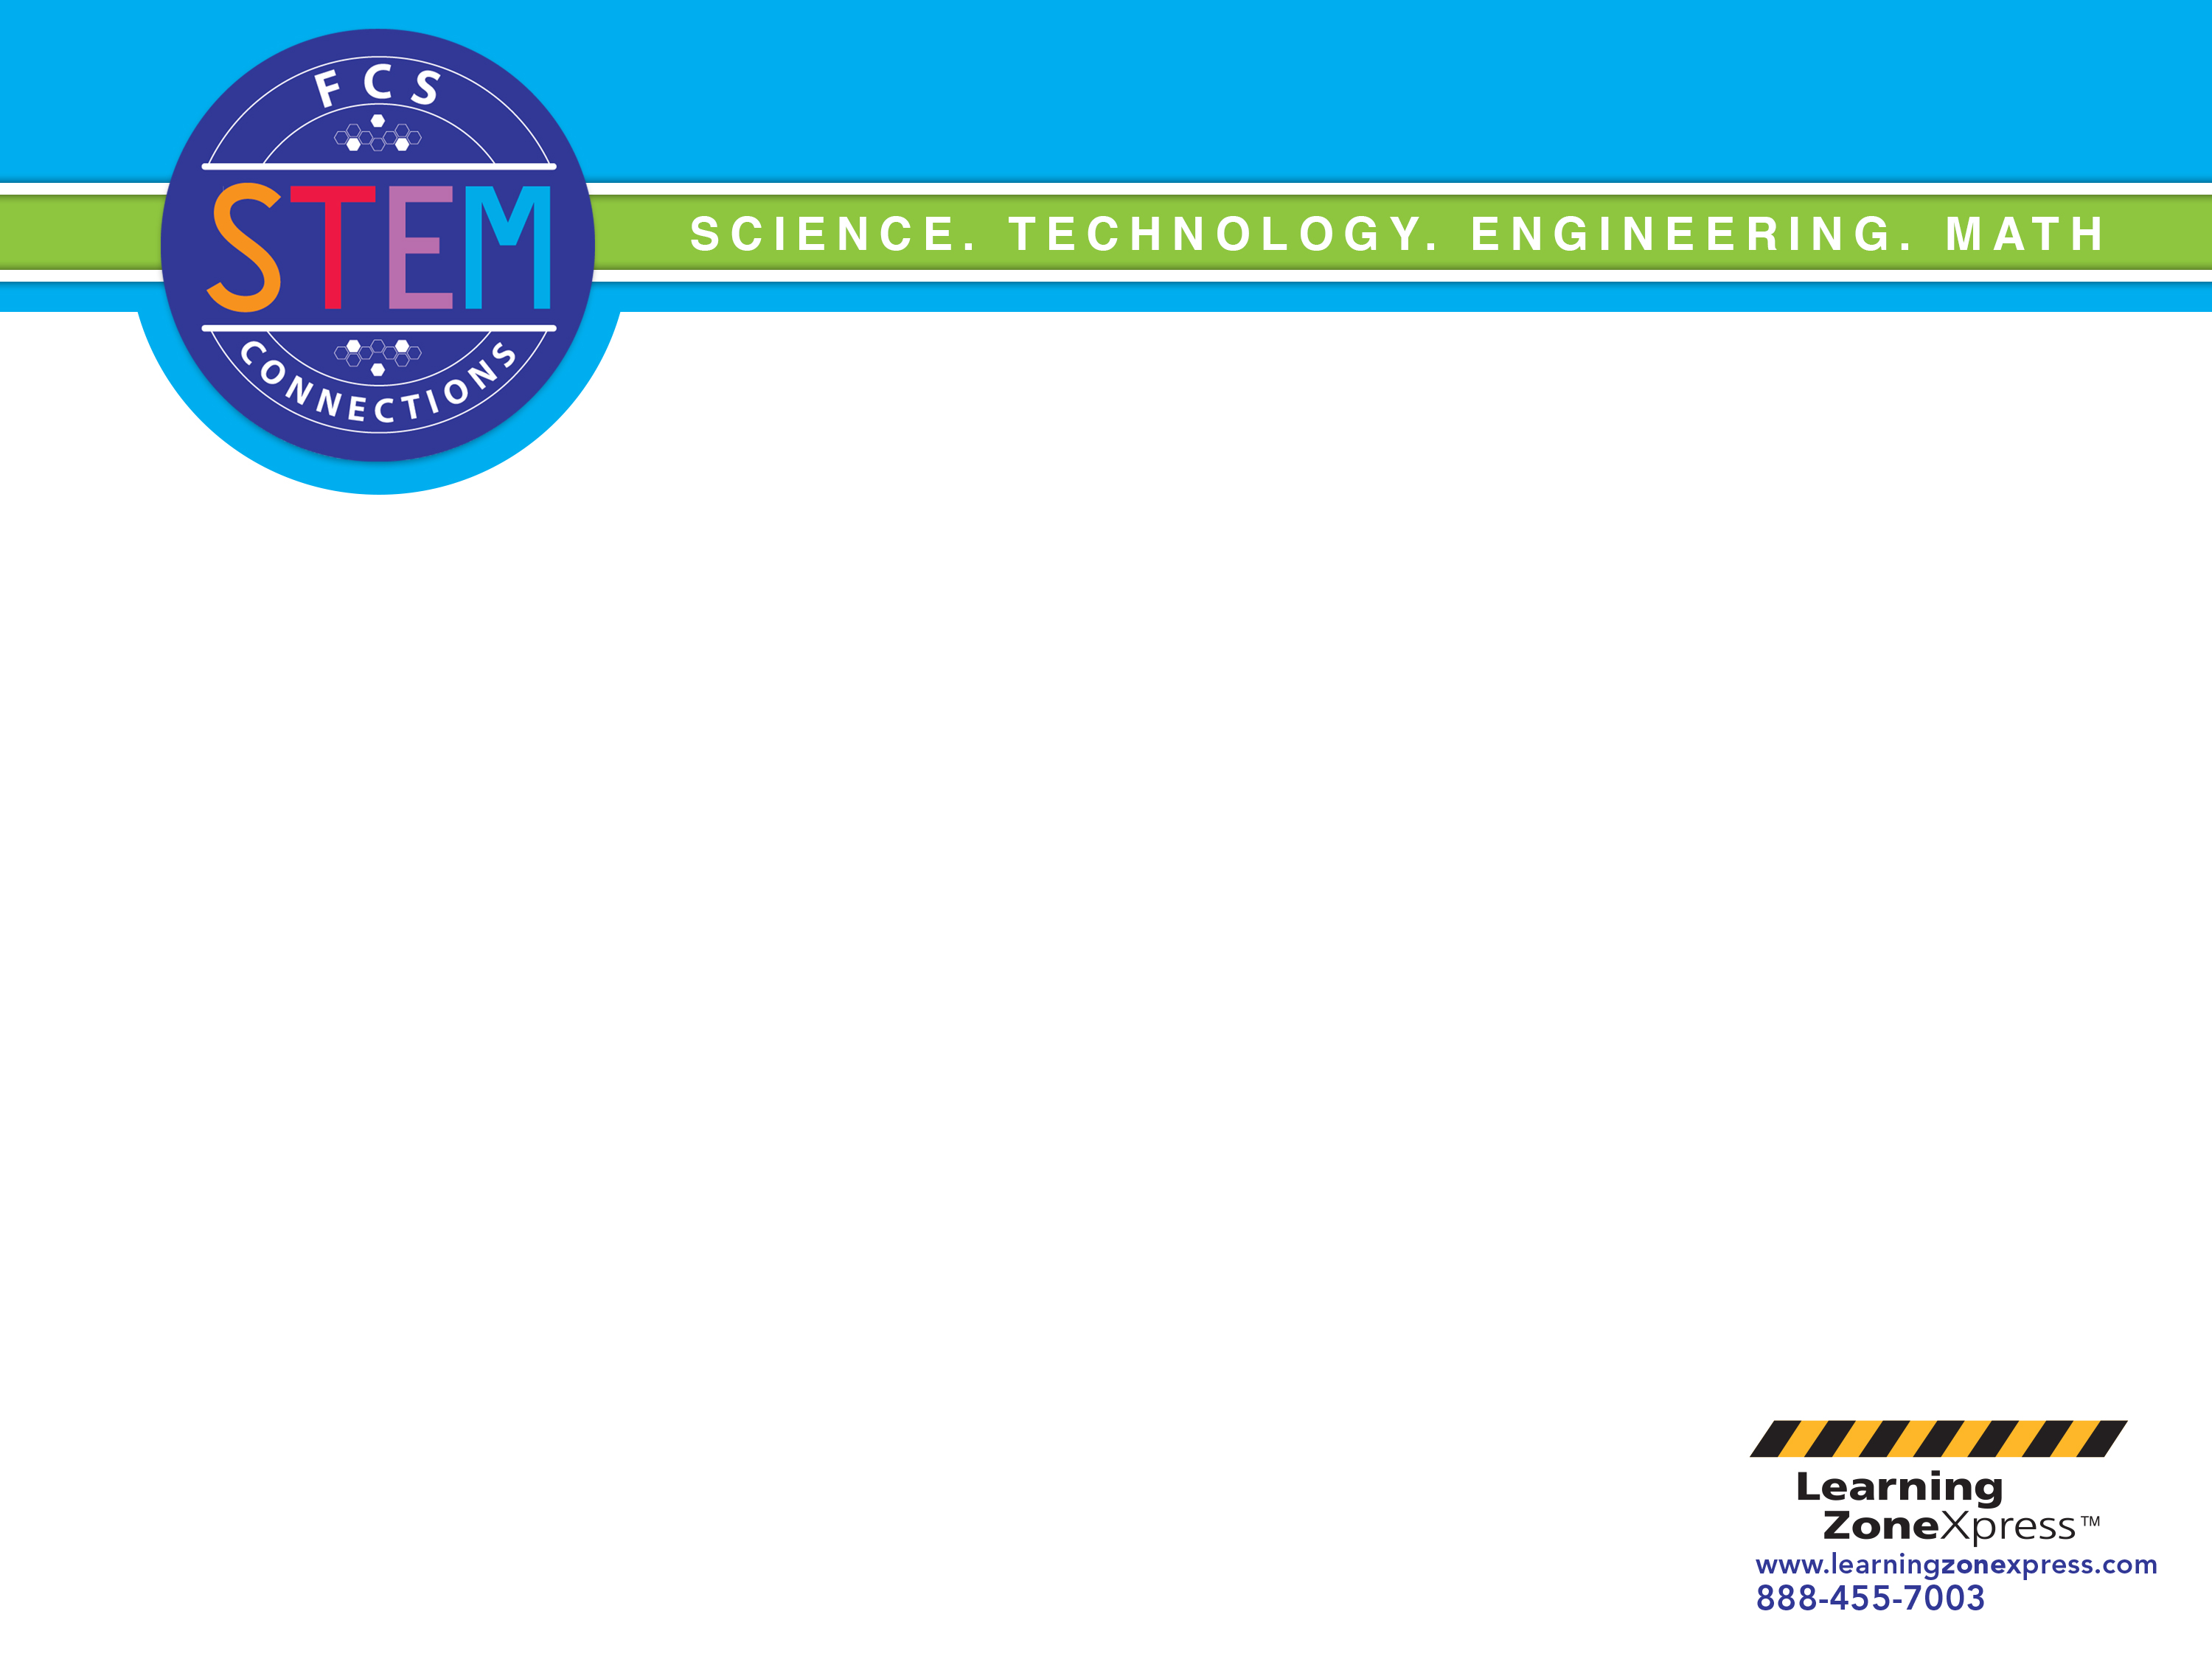 FCS
STEM
CONNECTIONS
SCIENCE. TECHNOLOGY. ENGINEERING. MATH
Learning
ZoneXpress™
www.learningzonexpress.com
888-455-7003